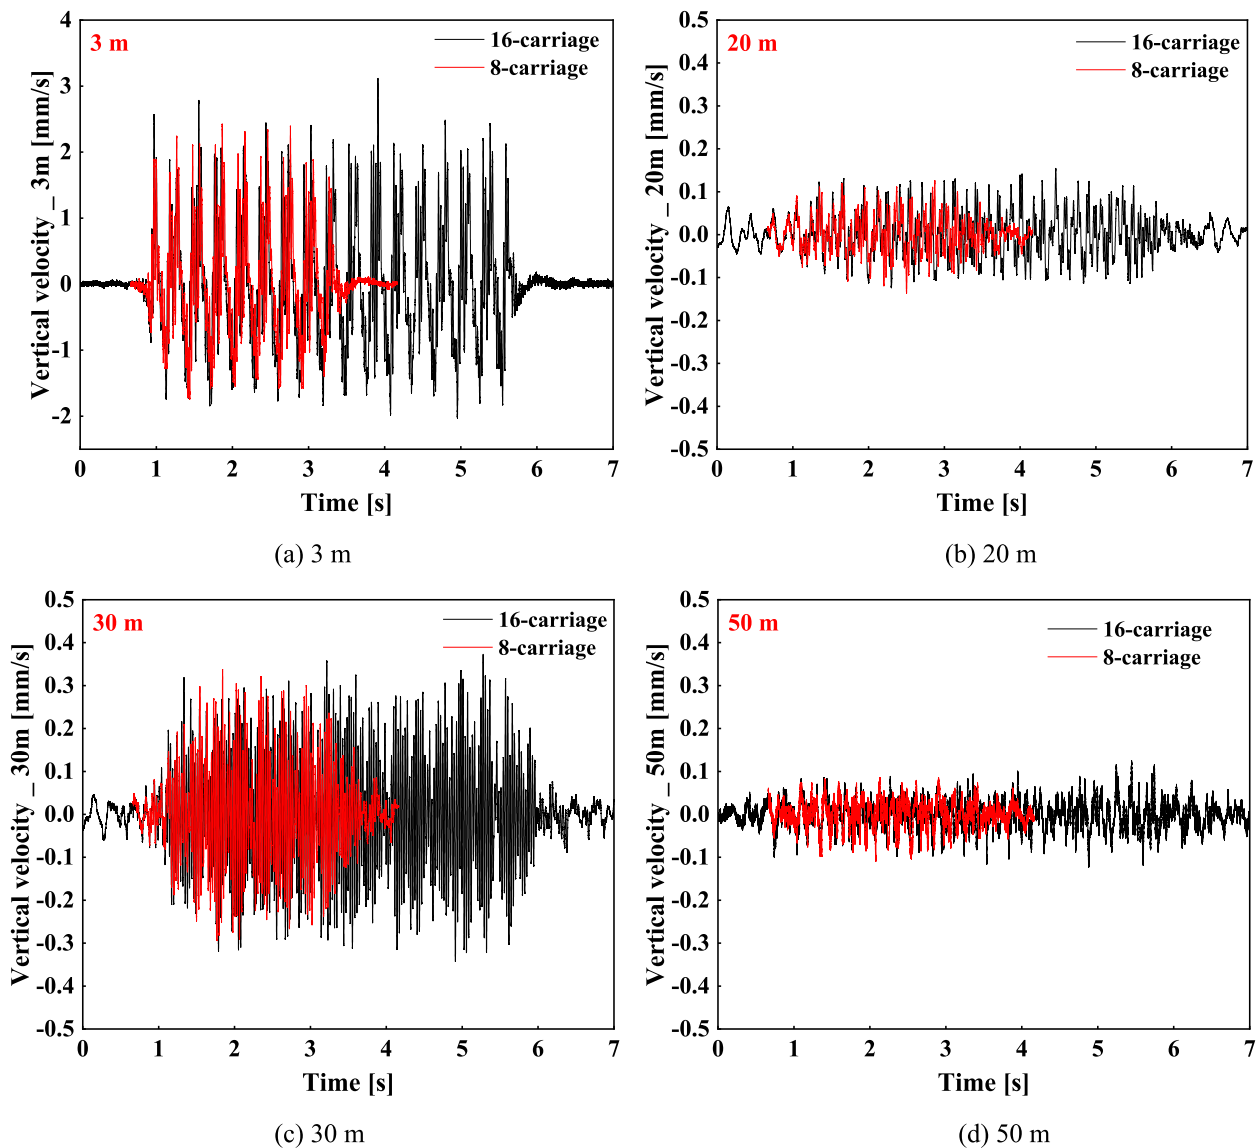 3 m
16-carriage
8-carriage
Vertical velocity _ 3m [mm/s]
4
3
2
1
0
-1
-2
0 1 2 3 4 5 6 7
Time [s]
(a) 3 m
20 m
16-carriage
8-carriage
Vertical velocity _ 20m [mm/s]
0.5
0.4
0.3
0.2
0.1
0.0
-0.1
-0.2
-0.3
-0.4
-0.5
0 1 2 3 4 5 6 7
Time [s]
(b) 20 m
30 m
16-carriage
8-carriage
Vertical velocity _ 30m [mm/s]
0.5
0.4
0.3
0.2
0.1
0.0
-0.1
-0.2
-0.3
-0.4
-0.5
0 1 2 3 4 5 6 7
Time [s]
(c) 30 m
50 m
16-carriage
8-carriage
Vertical velocity _ 50m [mm/s]
0.5
0.4
0.3
0.2
0.1
0.0
-0.1
-0.2
-0.3
-0.4
-0.5
0 1 2 3 4 5 6 7
Time [s]
(d) 50 m